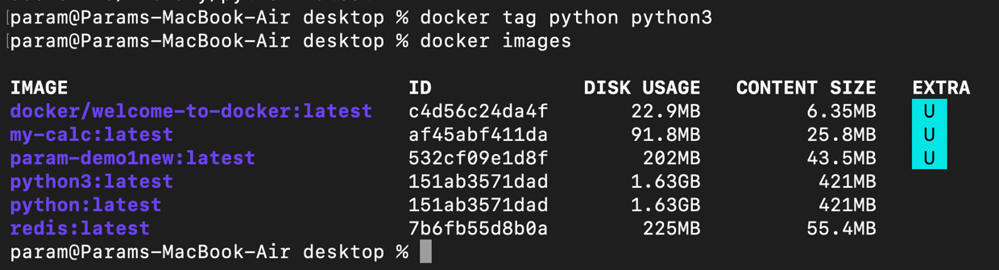 [param@Params-MacBook-Air desktop % docker tag python python3
[param@Params-MacBook-Air desktop % docker images
IMAGE ID DISK USAGE CONTENT SIZE EXTRA
docker/welcome-to-docker:latest c4d56c24da4f 22.9MB 6.35MB U
my-calc:latest af45abf411da 91.8MB 25.8MB U
param-demo1new:latest 532cf09e1d8f 202MB 43.5MB U
python3:latest 151ab3571dad 1.63GB 421MB
python:latest 151ab3571dad 1.63GB 421MB
redis:latest 7b6fb55d8b0a 225MB 55.4MB
param@Params-MacBook-Air desktop %